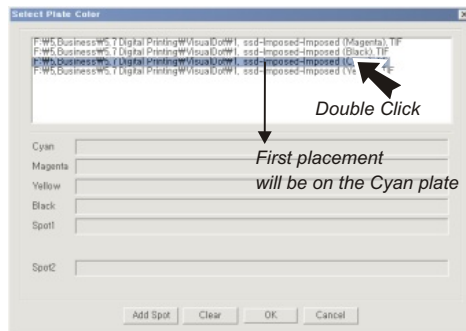 Select Plate Color
F:₩5,Business₩5,7 Digital Printing₩VisualDot₩1, ssd-Imposed-Imposed (Magenta),TIF
F:₩5,Business₩5,7 Digital Printing₩VisualDot₩1, ssd-Imposed-Imposed (Black),TIF
F:₩5,Business₩5,7 Digital Printing₩VisualDot₩1, ssd-Imposed-Imposed
F:₩5,Business₩5,7 Digital Printing₩VisualDot₩1, ssd-Imposed-Imposed
Double Click
First placement
will be on the Cyan plate
Cyan
Magenta
Yellow
Black
Spot1
Spot2
Add Spot Clear OK Cancel